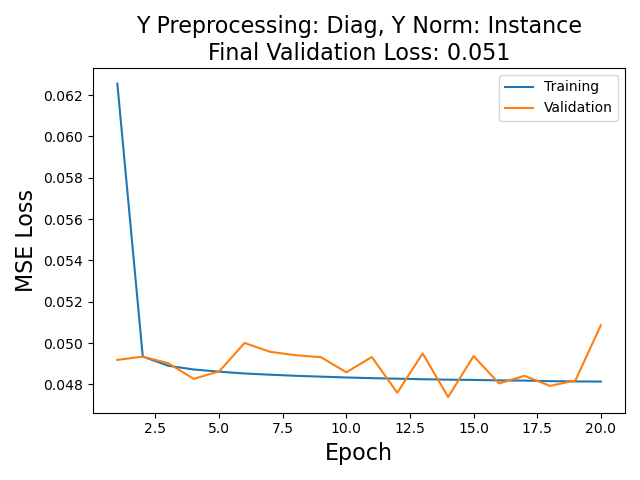 Y Preprocessing: Diag, Y Norm: Instance
Final Validation Loss: 0.051
Training
Validation
MSE Loss
0.062
0.060
0.058
0.056
0.054
0.052
0.050
0.048
2.5 5.0 7.5 10.0 12.5 15.0 17.5 20.0
Epoch